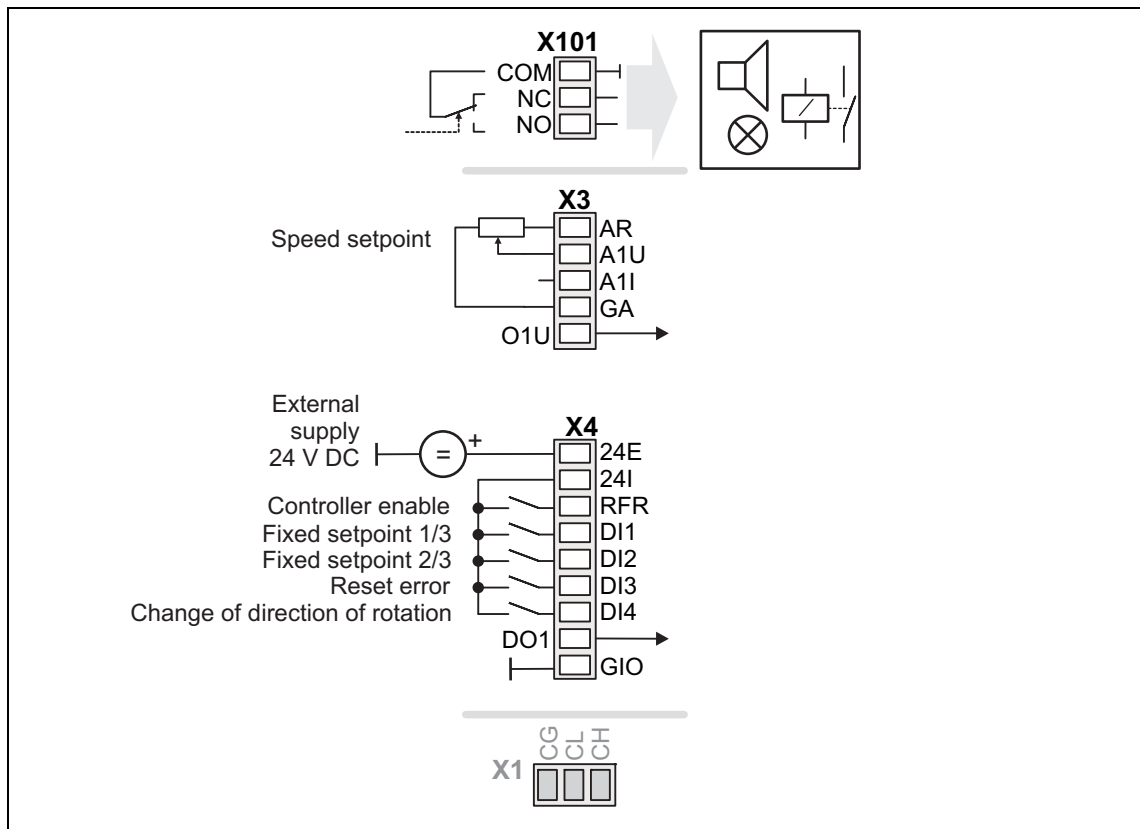 X101
COM
NC
NO
X3
Speed setpoint
AR
A1U
A1I
GA
O1U
External
supply
24 V DC
=
+
X4
24E
24I
Controller enable
RFR
Fixed setpoint 1/3
DI1
Fixed setpoint 2/3
DI2
Reset error
DI3
Change of direction of rotation
DI4
DO1
GIO
X1
CG
CL
CH